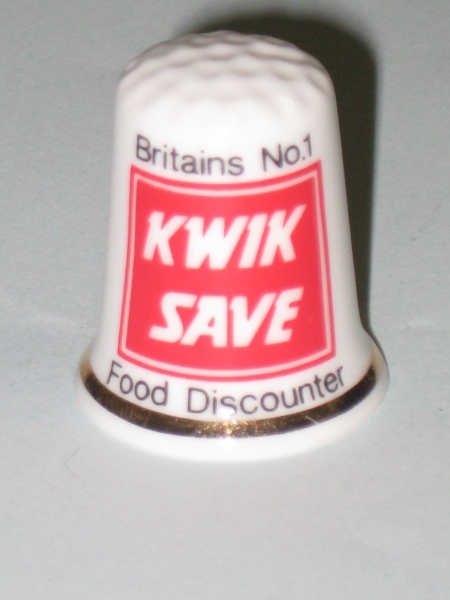 Britains No.1
KWIK
SAVE
Food Discounter